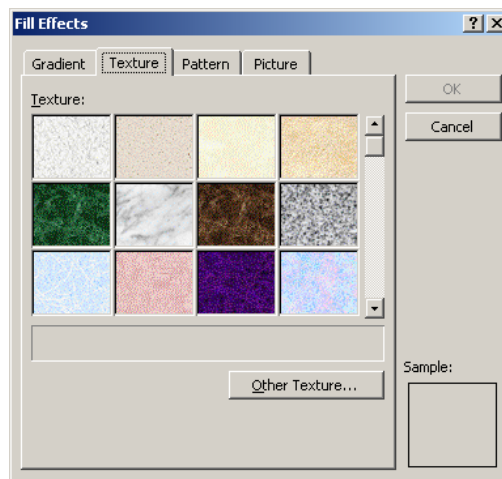 Fill Effects
Gradient
Texture
Pattern
Picture
Texture:
OK
Cancel
Other Texture...
Sample: